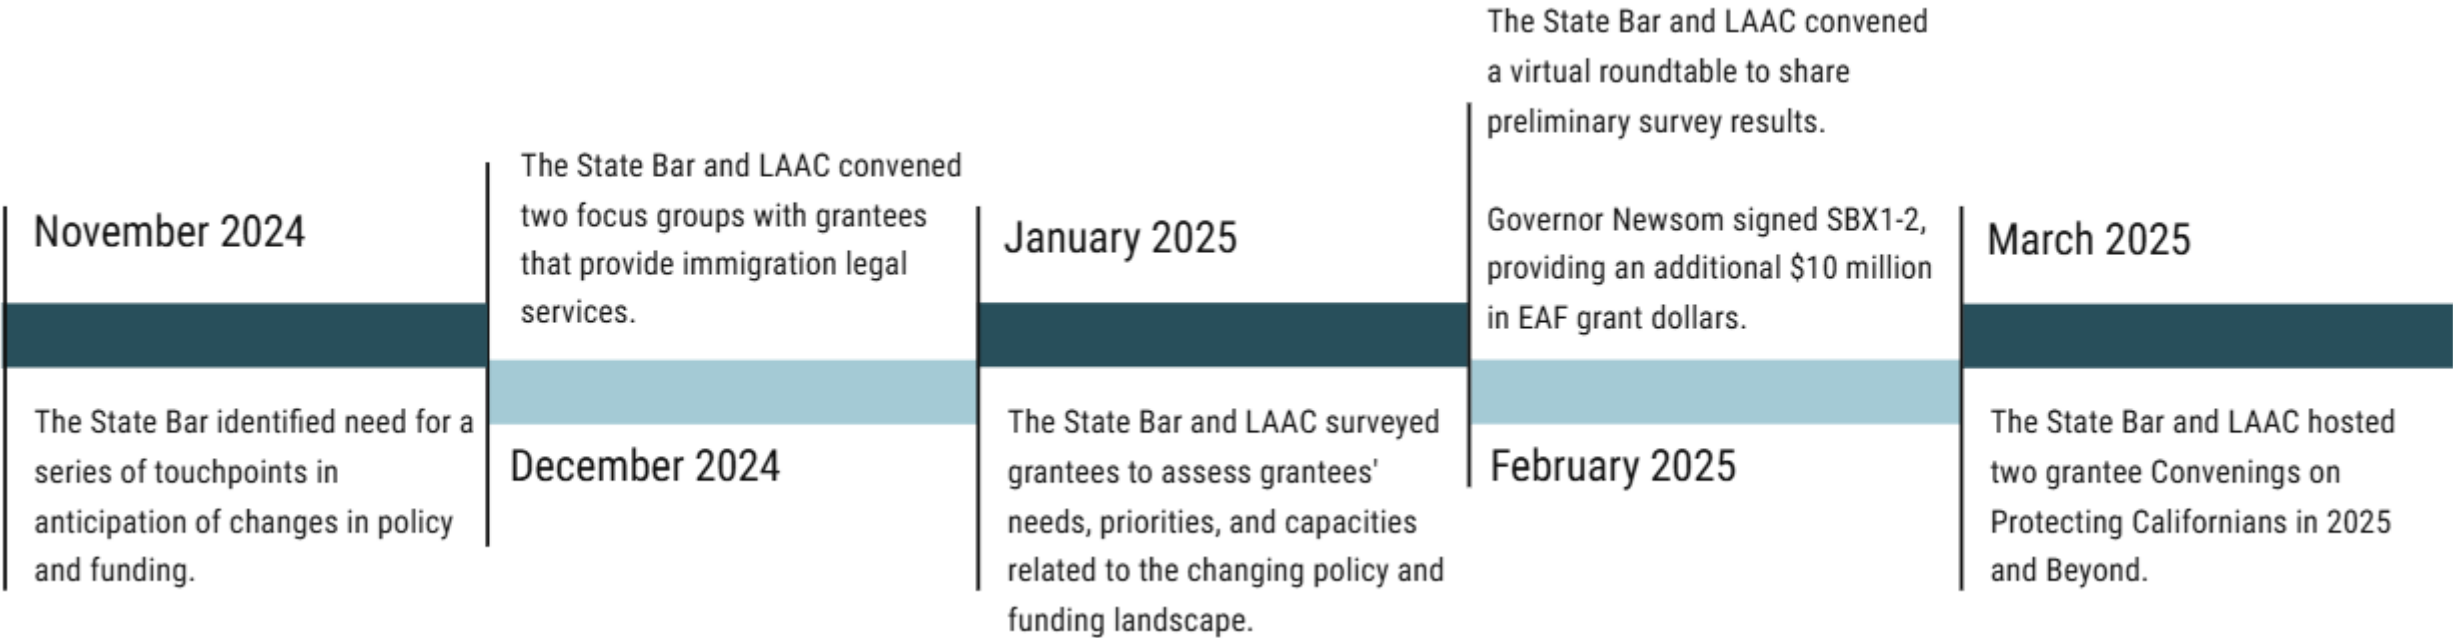 November 2024
The State Bar identified need for a
series of touchpoints in
anticipation of changes in policy
and funding.
The State Bar and LAAC convened
two focus groups with grantees
that provide immigration legal
services.
December 2024
January 2025
The State Bar and LAAC surveyed
grantees to assess grantees'
needs, priorities, and capacities
related to the changing policy and
funding landscape.
The State Bar and LAAC convened
a virtual roundtable to share
preliminary survey results.
Governor Newsom signed SBX1-2,
providing an additional $10 million
in EAF grant dollars.
February 2025
March 2025
The State Bar and LAAC hosted
two grantee Convenings on
Protecting Californians in 2025
and Beyond.